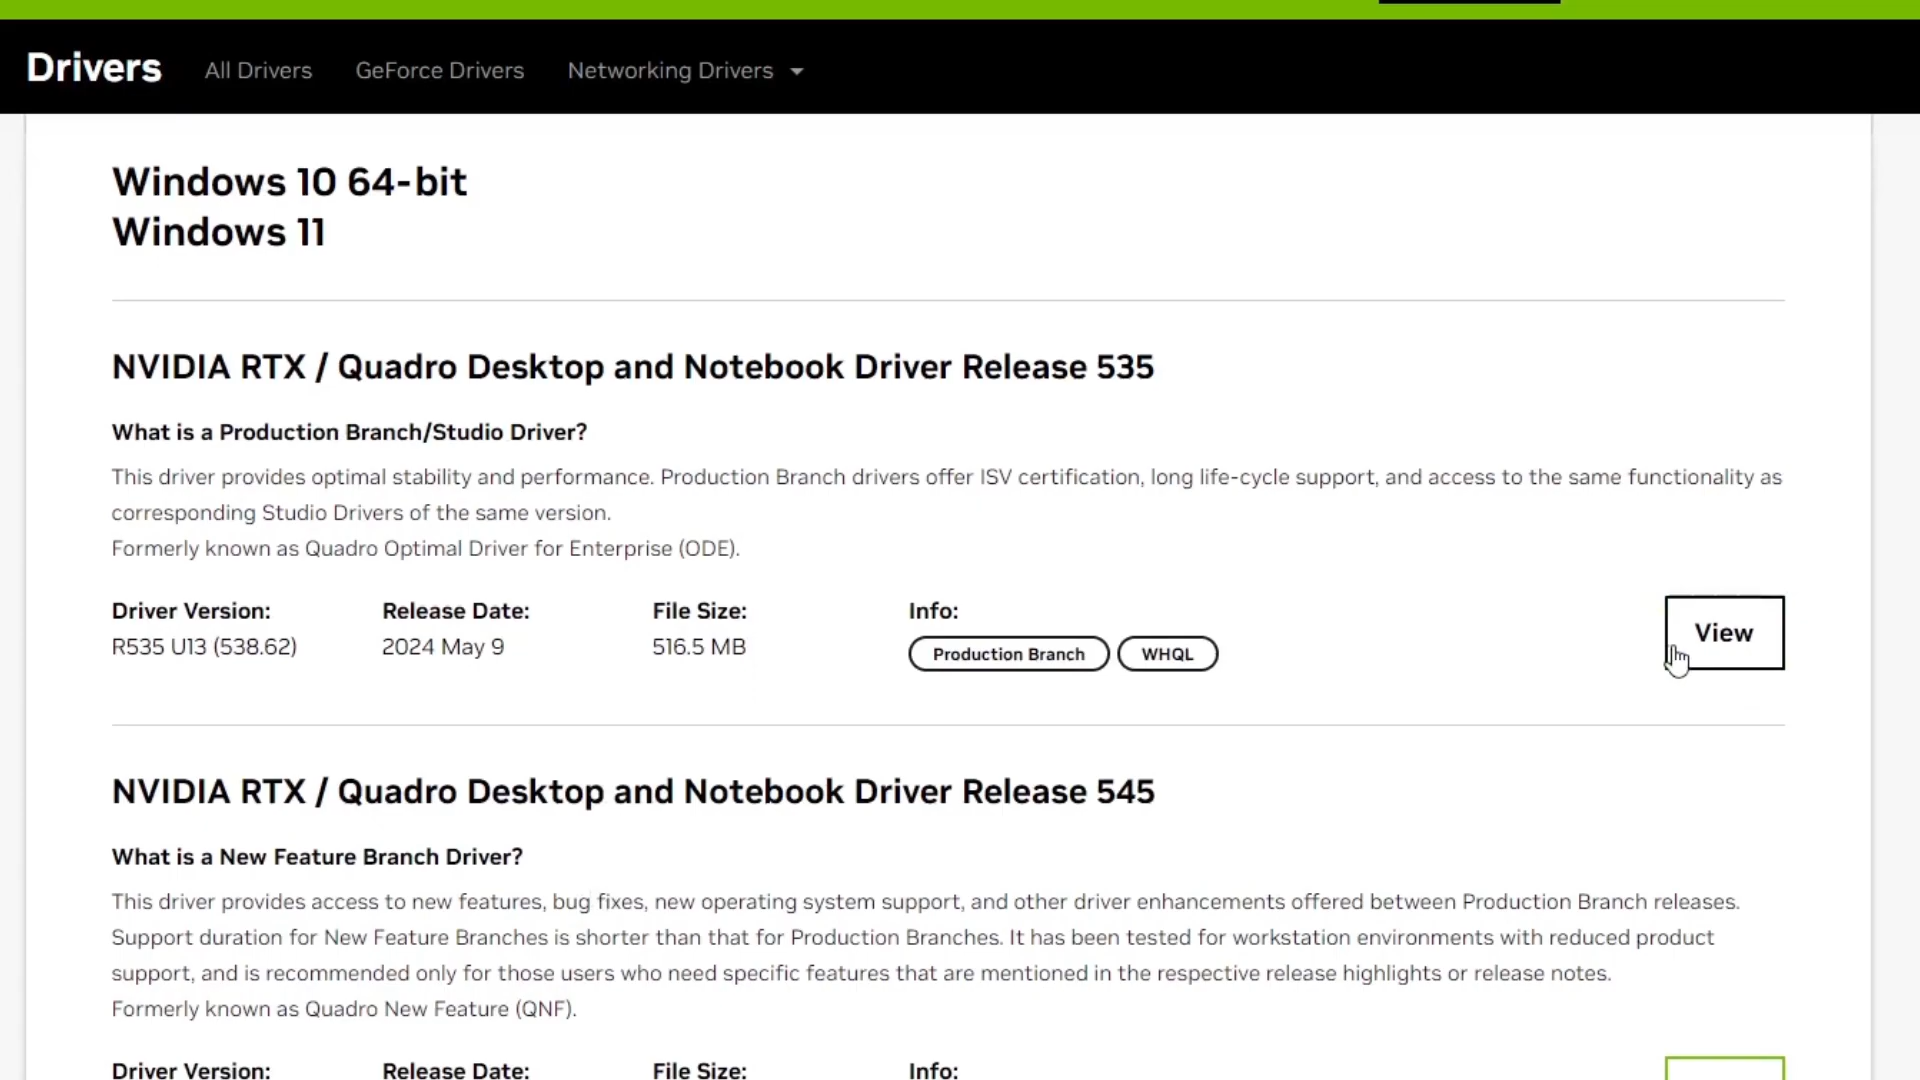 Drivers All Drivers GeForce Drivers Networking Drivers
Windows 10 64-bit
Windows 11
NVIDIA RTX / Quadro Desktop and Notebook Driver Release 535
What is a Production Branch/Studio Driver?
This driver provides optimal stability and performance. Production Branch drivers offer ISV certification, long life-cycle support, and access to the same functionality as
corresponding Studio Drivers of the same version.
Formerly known as Quadro Optimal Driver for Enterprise (ODE).
Driver Version: Release Date: File Size: Info:
R535 U13 (538.62) 2024 May 9 516.5 MB Production Branch WHQL View
NVIDIA RTX / Quadro Desktop and Notebook Driver Release 545
What is a New Feature Branch Driver?
This driver provides access to new features, bug fixes, new operating system support, and other driver enhancements offered between Production Branch releases.
Support duration for New Feature Branches is shorter than that for Production Branches. It has been tested for workstation environments with reduced product
support, and is recommended only for those users who need specific features that are mentioned in the respective release highlights or release notes.
Formerly known as Quadro New Feature (QNF).
Driver Version: Release Date: File Size: Info: